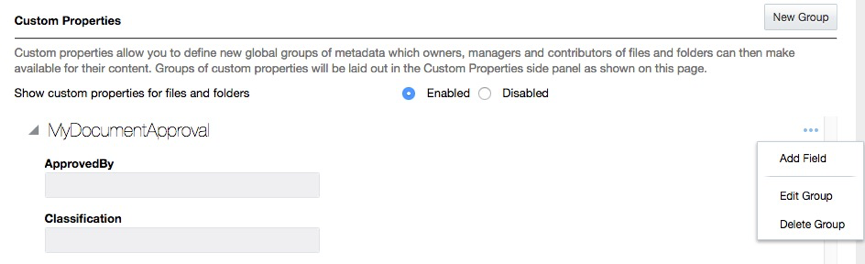 Custom Properties
New Group
Custom properties allow you to define new global groups of metadata which owners, managers and contributors of files and folders can then make
available for their content. Groups of custom properties will be laid out in the Custom Properties side panel as shown on this page.
Show custom properties for files and folders Enabled Disabled
MyDocumentApproval
Add Field
ApprovedBy
Edit Group
Classification
Delete Group